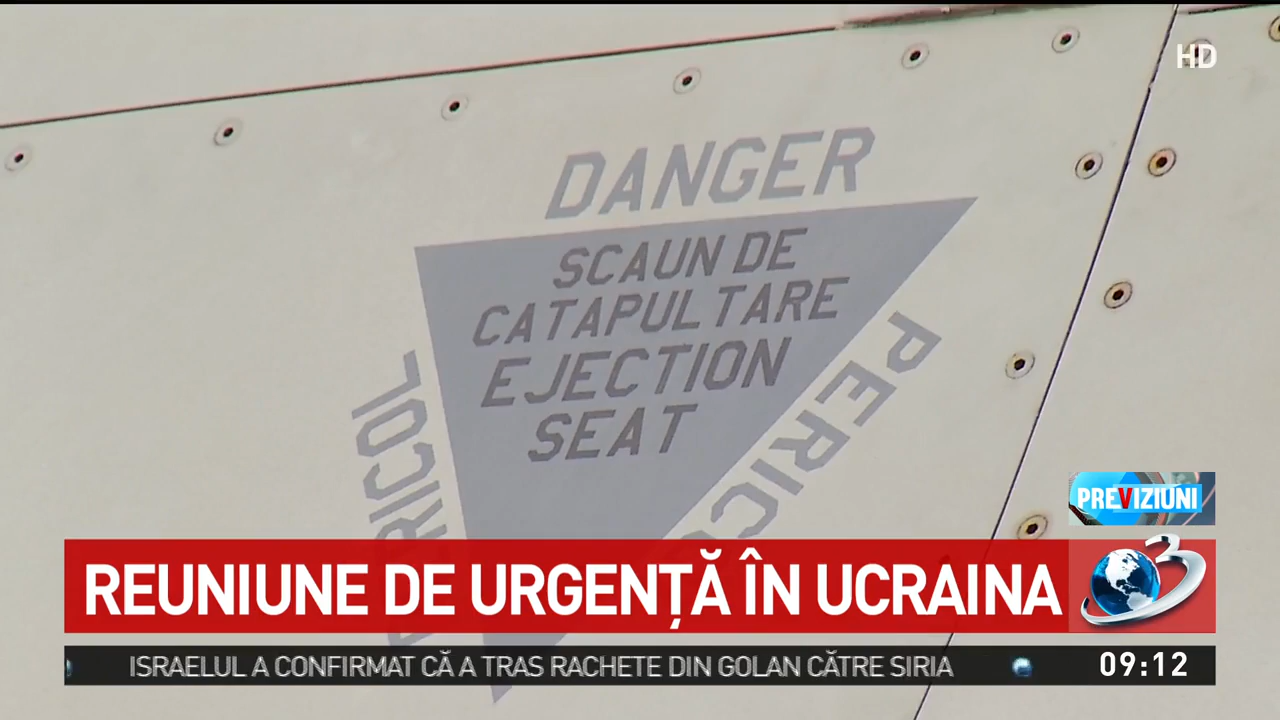 HD
DANGER
SCAUN DE
CATAPULTARE
EJECTION
SEAT
PERICOL
PREVIZIUNI
REUNIUNE DE URGENȚĂ ÎN UCRAINA
3
ISRAELUL A CONFIRMAT CĂ A TRAS RACHETE DIN GOLAN CĂTRE SIRIA
09:12